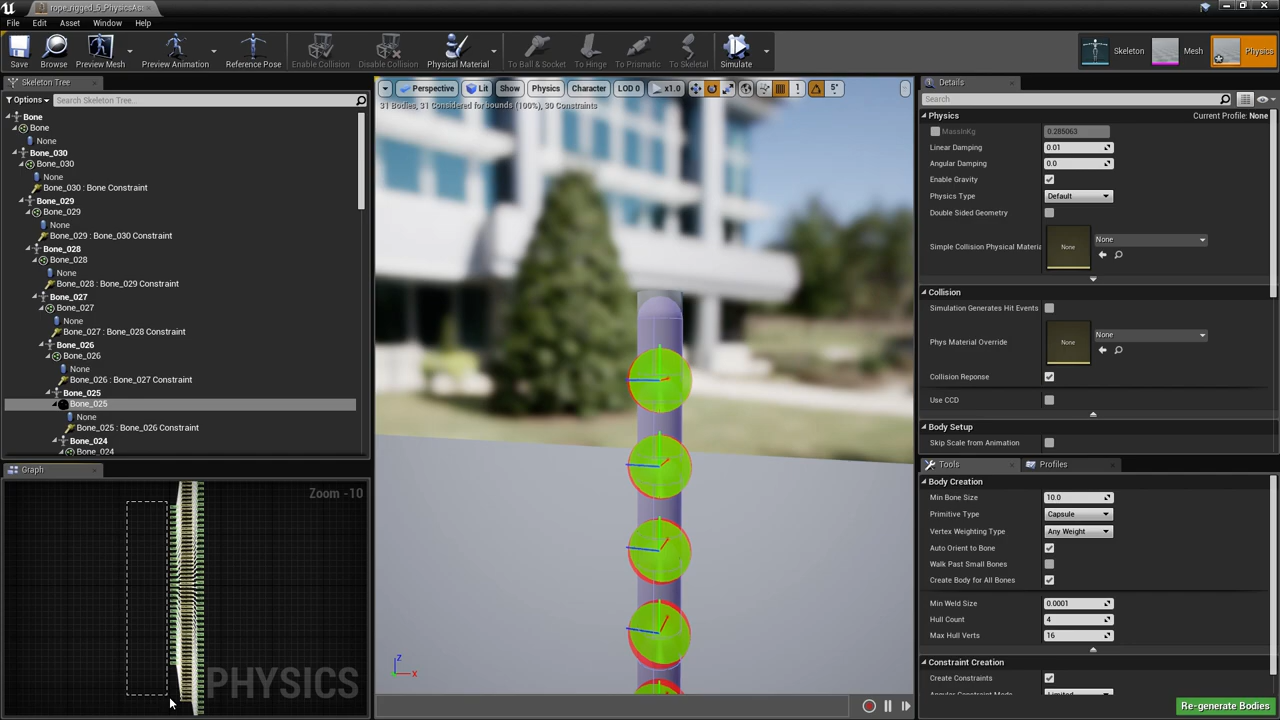 rope_rigged_5_PhysicsAs
File Edit Asset Window Help
Save Browse Preview Mesh Preview Animation Reference Pose Enable Collision Disable Collision Physical Material To Ball & Socket To Hinge To Prismatic To Skeletal Simulate Skeleton Mesh Physics
Skeleton Tree
Options Search Skeleton Tree...
Bone
Bone
None
Bone_030
Bone_030
None
Bone_030 : Bone Constraint
Bone_029
Bone_029
None
Bone_029 : Bone_030 Constraint
Bone_028
Bone_028
None
Bone_028 : Bone_029 Constraint
Bone_027
Bone_027
None
Bone_027 : Bone_028 Constraint
Bone_026
Bone_026
None
Bone_026 : Bone_027 Constraint
Bone_025
Bone_025
None
Bone_025 : Bone_026 Constraint
Bone_024
Bone_024
Graph
Zoom -10
PHYSICS
Perspective Lit Show Physics Character LOD 0 x1.0 1 5°
31 Bodies, 31 Considered for bounds (100%), 30 Constraints
Z
X
Details
Search
Physics Current Profile: None
MassInKg 0.285063
Linear Damping 0.01
Angular Damping 0.0
Enable Gravity
Physics Type Default
Double Sided Geometry
Simple Collision Physical Materia None None
Collision
Simulation Generates Hit Events
Phys Material Override None None
Collision Reponse
Use CCD
Body Setup
Skip Scale from Animation
Tools Profiles
Body Creation
Min Bone Size 10.0
Primitive Type Capsule
Vertex Weighting Type Any Weight
Auto Orient to Bone
Walk Past Small Bones
Create Body for All Bones
Min Weld Size 0.0001
Hull Count 4
Max Hull Verts 16
Constraint Creation
Create Constraints
Angular Constraint Mode Limited
Re-generate Bodies